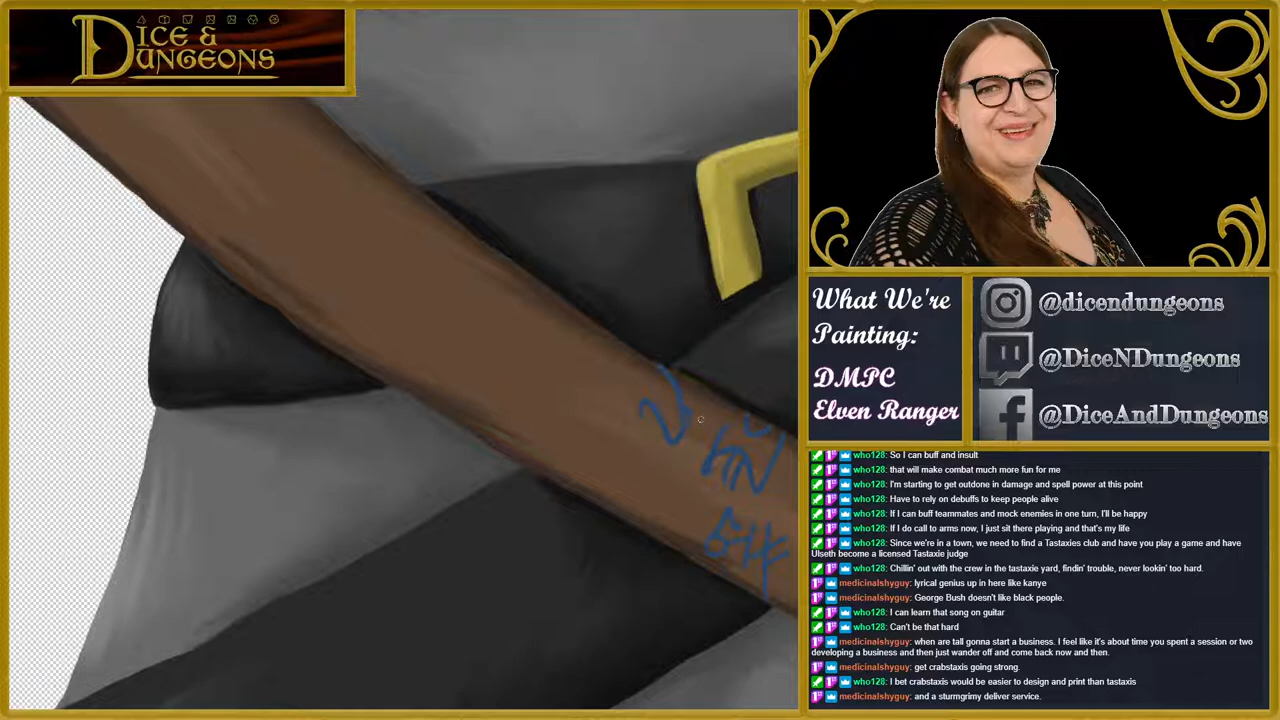 DICE &
DUNGEONS
What We're
Painting:
DMPC
Elven Ranger
@dicendungeons
@DiceNDungeons
@DiceAndDungeons
who128: So I can buff and insult
who128: that will make combat much more fun for me
who128: I'm starting to get outdone in damage and spell power at this point
who128: Have to rely on debuffs to keep people alive
who128: If I can buff teammates and mock enemies in one turn, I'll be happy
who128: If I do call to arms now, I just sit there playing and that's my life
who128: Since we're in a town, we need to find a Tastaxies club and have you play a game and have
Ulseth become a licensed Tastaxie judge
who128: Chillin' out with the crew in the tastaxie yard, findin' trouble, never lookin' too hard.
medicinalshyguy: lyrical genius up in here like kanye
medicinalshyguy: George Bush doesn't like black people.
who128: I can learn that song on guitar
who128: Can't be that hard
medicinalshyguy: when are tall gonna start a business. I feel like it's about time you spent a session or two
developing a business and then just wander off and come back now and then.
medicinalshyguy: get crabstaxis going strong.
who128: I bet crabstaxis would be easier to design and print than tastaxis
medicinalshyguy: and a sturmgrimy deliver service.